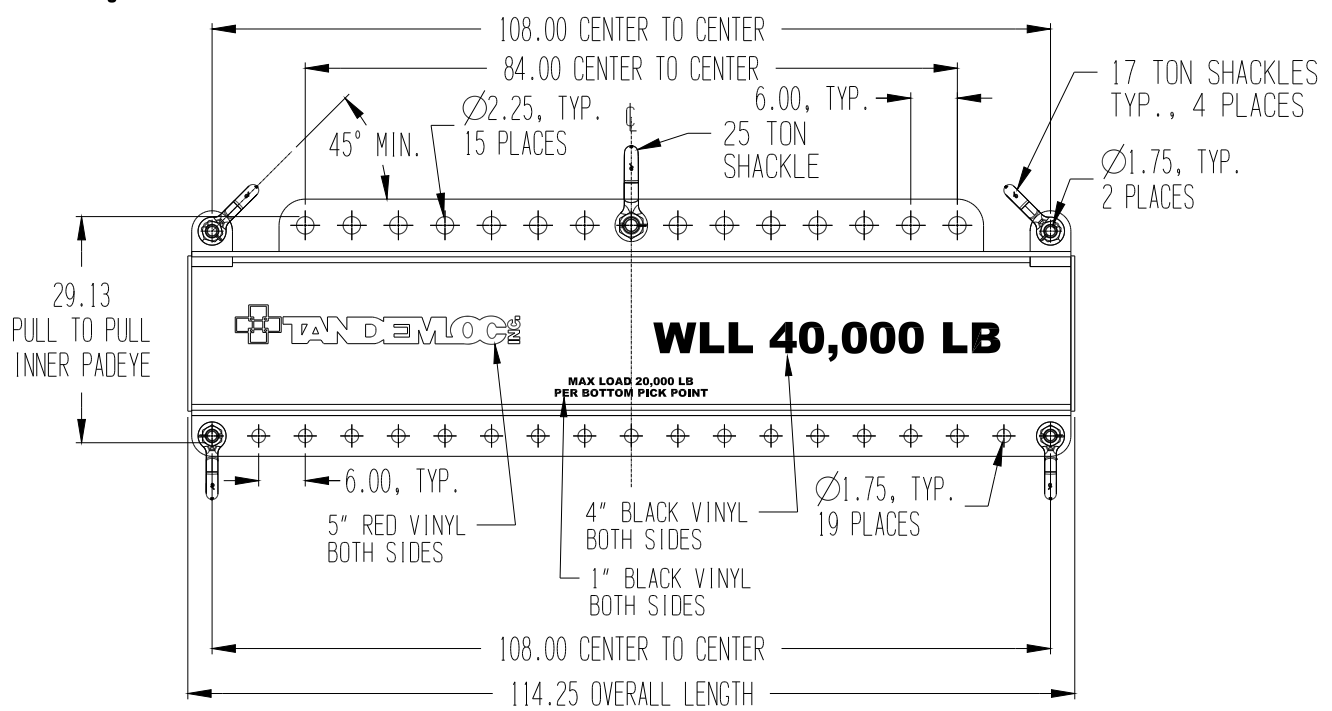 108.00 CENTER TO CENTER
84.00 CENTER TO CENTER
17 TON SHACKLES
TYP., 4 PLACES
Ø2.25, TYP.
15 PLACES
6.00, TYP.
℄
25 TON
SHACKLE
45° MIN.
Ø1.75, TYP.
2 PLACES
29.13
PULL TO PULL
INNER PADEYE
TANDEMLOC INC.
WLL 40,000 LB
MAX LOAD 20,000 LB
PER BOTTOM PICK POINT
6.00, TYP.
Ø1.75, TYP.
19 PLACES
5" RED VINYL
BOTH SIDES
4" BLACK VINYL
BOTH SIDES
1" BLACK VINYL
BOTH SIDES
108.00 CENTER TO CENTER
114.25 OVERALL LENGTH